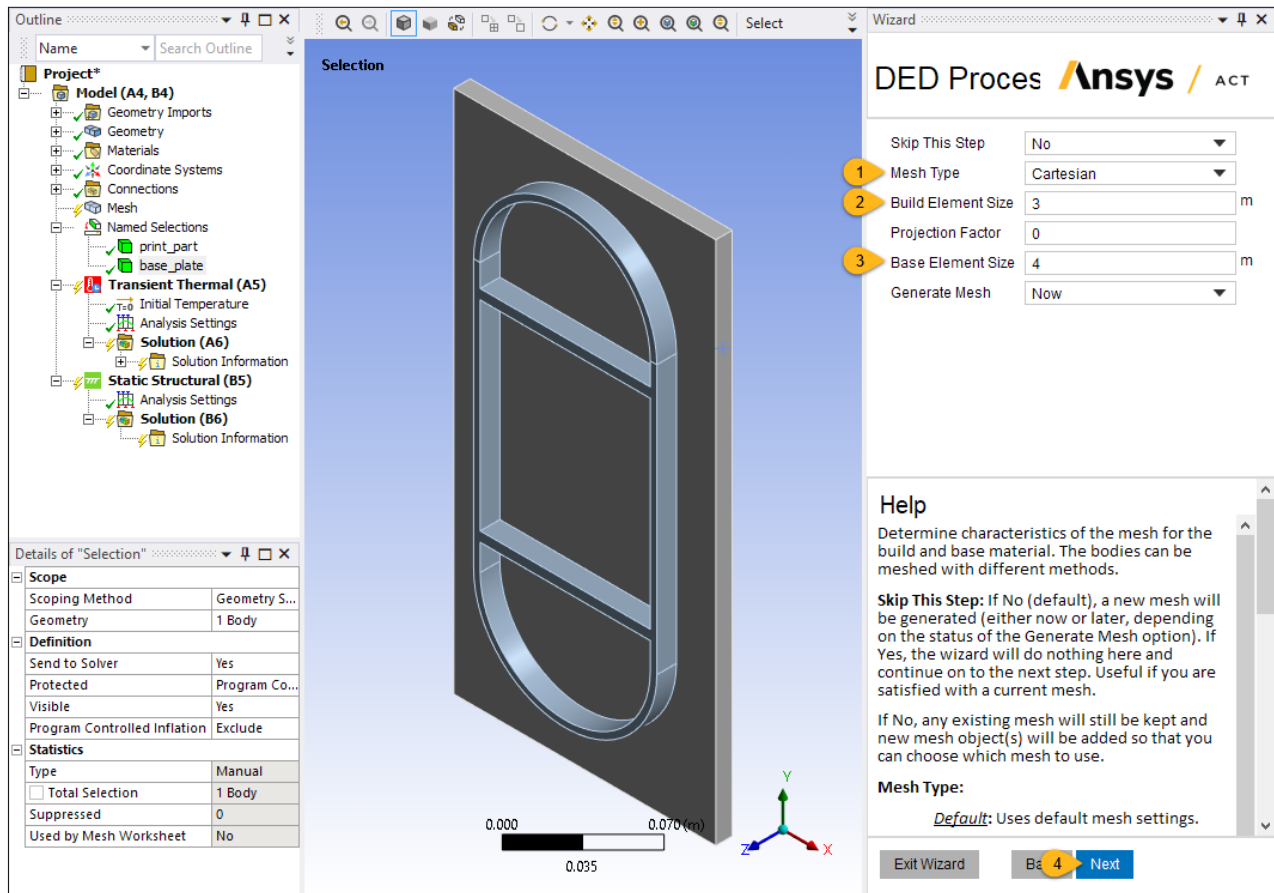 Outline
Name
Search Outline
Project*
Model (A4, B4)
Geometry Imports
Geometry
Materials
Coordinate Systems
Connections
Mesh
Named Selections
print_part
base_plate
Transient Thermal (A5)
T=0 Initial Temperature
Analysis Settings
Solution (A6)
Solution Information
Static Structural (B5)
Analysis Settings
Solution (B6)
Solution Information
Details of "Selection"
Scope
Scoping Method Geometry S...
Geometry 1 Body
Definition
Send to Solver Yes
Protected Program Co...
Visible Yes
Program Controlled Inflation Exclude
Statistics
Type Manual
Total Selection 1 Body
Suppressed 0
Used by Mesh Worksheet No
Select
Selection
0.000 0.070 (m)
0.035
Y
Z X
Wizard
DED Proces Ansys / ACT
Skip This Step No
1 Mesh Type Cartesian
2 Build Element Size 3 m
Projection Factor 0
3 Base Element Size 4 m
Generate Mesh Now
Help
Determine characteristics of the mesh for the
build and base material. The bodies can be
meshed with different methods.
Skip This Step: If No (default), a new mesh will
be generated (either now or later, depending
on the status of the Generate Mesh option). If
Yes, the wizard will do nothing here and
continue on to the next step. Useful if you are
satisfied with a current mesh.
If No, any existing mesh will still be kept and
new mesh object(s) will be added so that you
can choose which mesh to use.
Mesh Type:
Default: Uses default mesh settings.
Exit Wizard Ba 4 Next